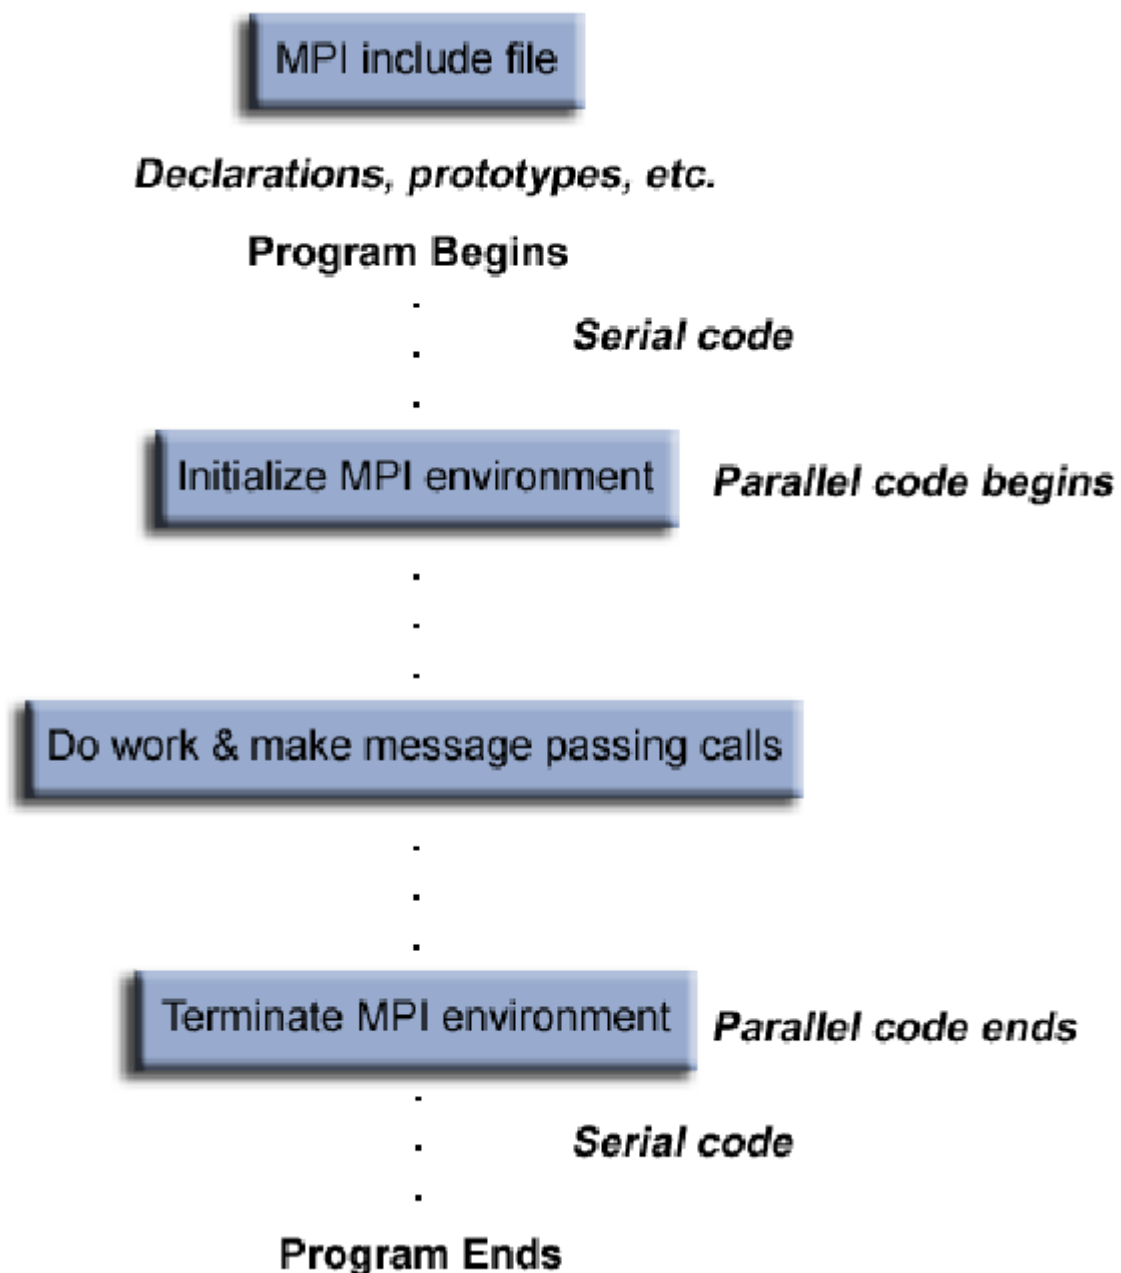 MPI include file
Declarations, prototypes, etc.
Program Begins
Serial code
Initialize MPI environment
Parallel code begins
Do work & make message passing calls
Terminate MPI environment
Parallel code ends
Serial code
Program Ends